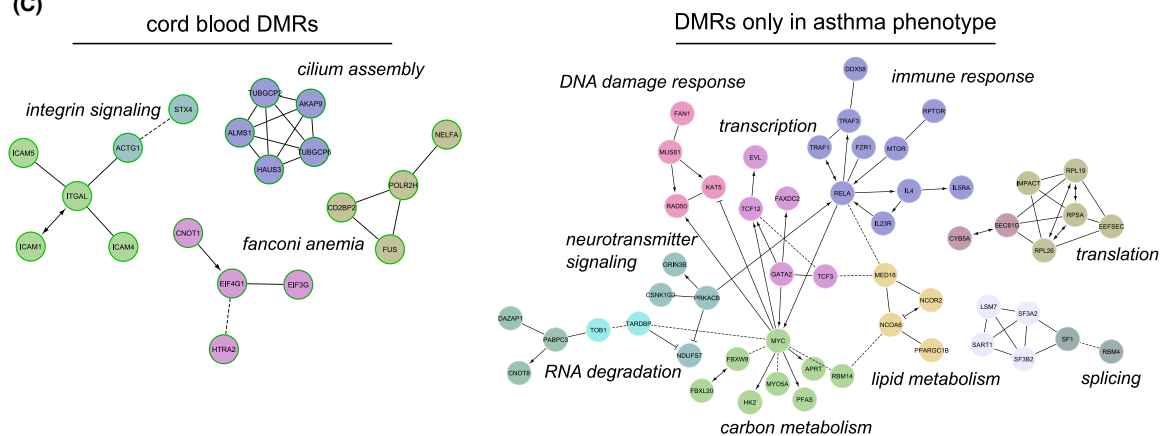 (C)
cord blood DMRs
DMRs only in asthma phenotype
cilium assembly
integrin signaling
fanconi anemia
STX4
ACTG1
ICAM5
ITGAL
ICAM1
ICAM4
TUBGCP2
AKAP9
ALMS1
TUBGCP6
HAUS3
NELFA
POLR2H
CD2BP2
FUS
CNOT1
EIF4G1
EIF3G
HTRA2
DNA damage response
immune response
transcription
neurotransmitter
signaling
translation
RNA degradation
lipid metabolism
splicing
carbon metabolism
DDX58
RPTOR
TRAF3
TRAF1
FZR1
MTOR
RELA
IL4
IL23R
FAN1
MUS81
KAT5
RAD50
EVL
TCF12
FAXDC2
GATA2
TCF3
GRIN3B
CSNK1G2
PRKACB
NDUFS7
TARDBP
TOB1
DAZAP1
PABPC3
CNOT8
MYC
FBXW8
FBXL20
HK2
MYO5A
PFAS
APRT
RBM14
MED16
NCOR2
NCOA6
PPARGC1B
IMPACT
RPL19
SEC61G
RPSA
EEFSEC
CYB5A
RPL26
LSM7
SF3A2
SART1
SF3B2
SF1
RBM4